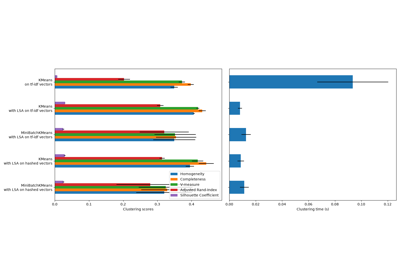 KMeans
on tf-idf vectors
KMeans
with LSA on tf-idf vectors
MiniBatchKMeans
with LSA on tf-idf vectors
KMeans
with LSA on hashed vectors
MiniBatchKMeans
with LSA on hashed vectors
Homogeneity
Completeness
V-measure
Adjusted Rand-Index
Silhouette Coefficient
0.0 0.1 0.2 0.3 0.4
Clustering scores
0.00 0.02 0.04 0.06 0.08 0.10 0.12
Clustering time (s)